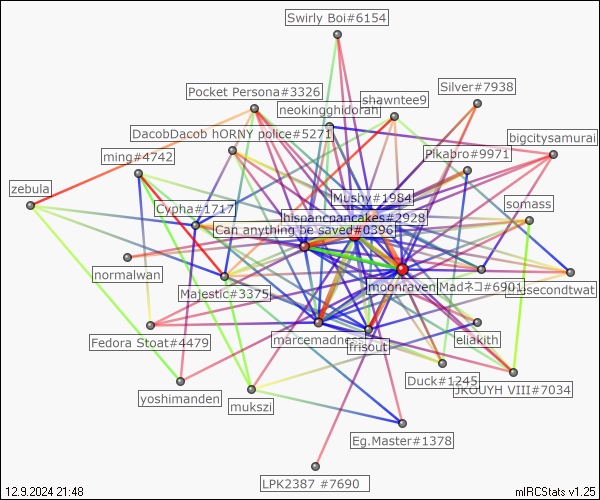 Swirly Boi#6154
Silver#7938
Pocket Persona#3326
shawntee9
neokingghidorah
DacobDacob hORNY police#5271
bigcitysamurai
ming#4742
Pikabro#9971
zebula
Mushy#1984
somass
Cypha#1717
hispancpancakes#2928
Can anything be saved#0396
normalwan
Majestic#3375
moonraven
Madネコ#6901
secondtwat
Fedora Stoat#4479
marcemadness
frisout
eliakith
Duck#1245
JKOUYH VIII#7034
yoshimanden
mukszi
Eg.Master#1378
LPK2387 #7690
12.9.2024 21:48
mIRCStats v1.25